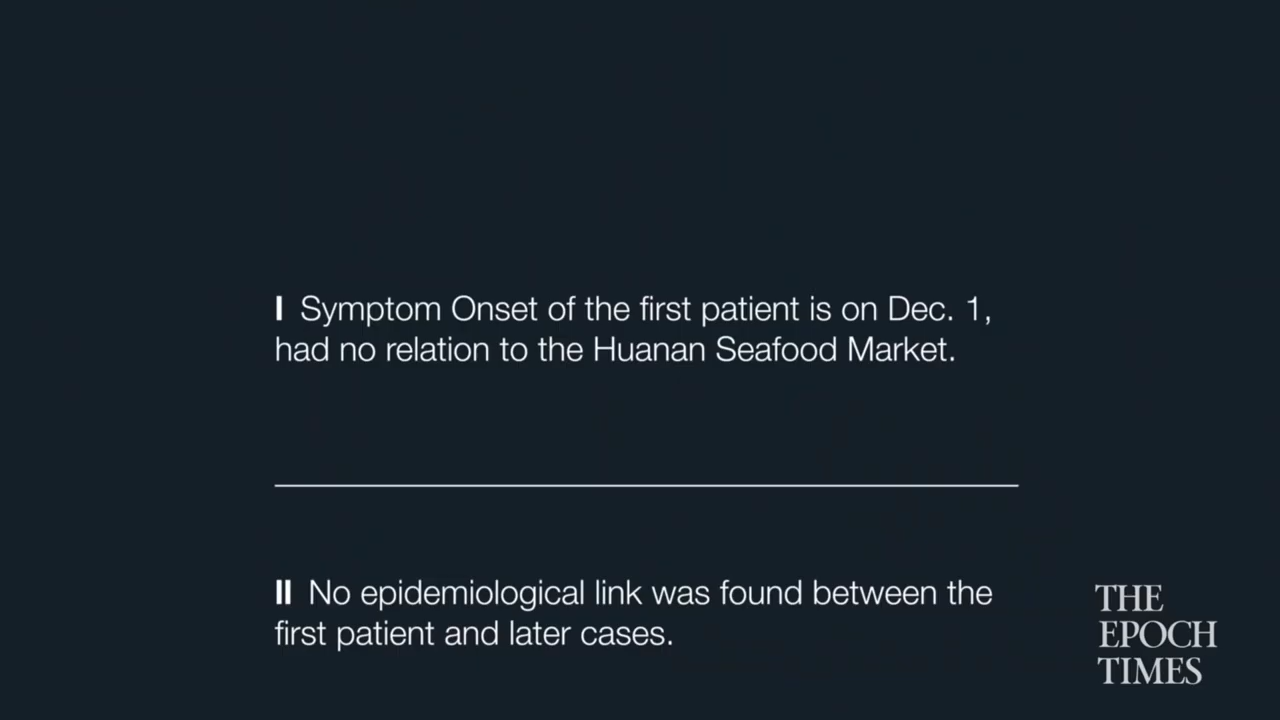 I Symptom Onset of the first patient is on Dec. 1,
had no relation to the Huanan Seafood Market.
II No epidemiological link was found between the
first patient and later cases.
THE
EPOCH
TIMES